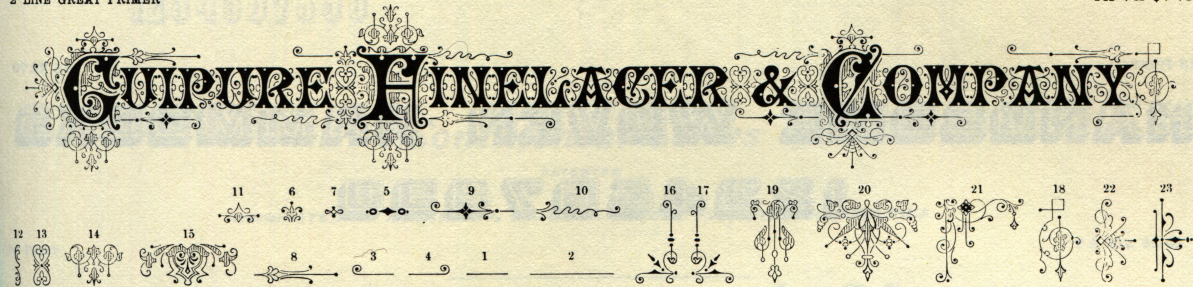 2 LINE GREAT PRIMER
GUIPURE FINELACER & COMPANY
11 6 7 5 9 10 16 17 19 20 21 18 22 23
12 13 14 15 8 3 4 1 2